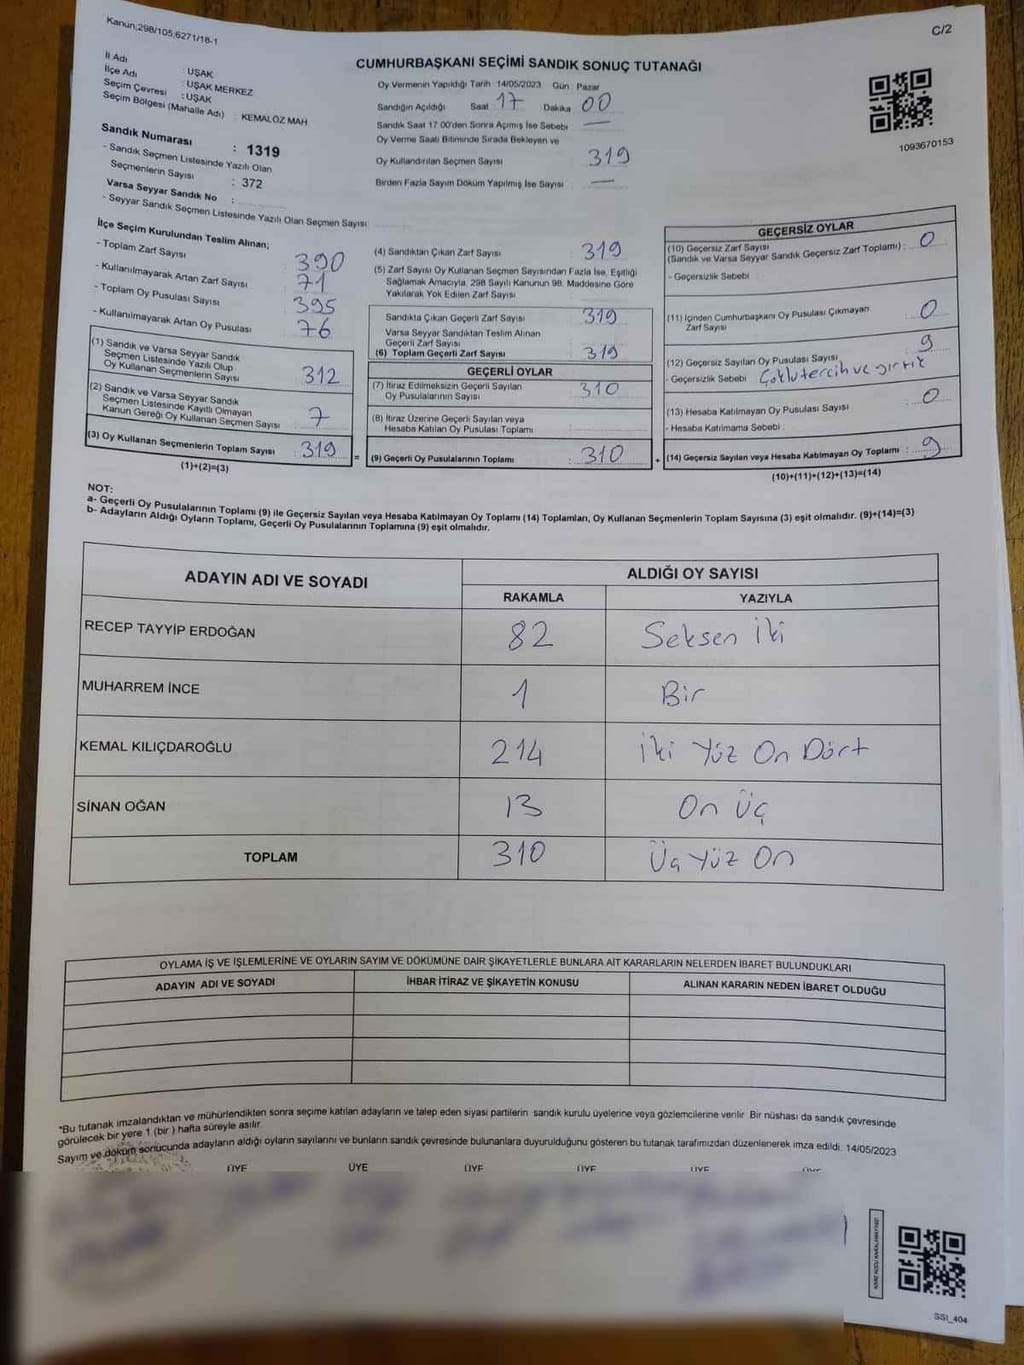 Kanun;298/105,6271/18-1
C/2
İl Adı : UŞAK
İlçe Adı : UŞAK MERKEZ
Seçim Çevresi : UŞAK
Seçim Bölgesi (Mahalle Adı) : KEMALÖZ MAH
Sandık Numarası : 1319
- Sandık Seçmen Listesinde Yazılı Olan
Seçmenlerin Sayısı : 372
Varsa Seyyar Sandık No :
- Seyyar Sandık Seçmen Listesinde Yazılı Olan Seçmen Sayısı
CUMHURBAŞKANI SEÇİMİ SANDIK SONUÇ TUTANAĞI
Oy Vermenin Yapıldığı Tarih 14/05/2023 Gün Pazar
Sandığın Açıldığı Saat 17 Dakika 00
Sandık Saat 17:00'den Sonra Açımış İse Sebebi —
Oy Verme Saati Bitiminde Sırada Bekleyen ve
Oy Kullandırılan Seçmen Sayısı 319
Birden Fazla Sayım Döküm Yapılmış İse Sayısı —
1093670153
İlçe Seçim Kurulundan Teslim Alınan;
- Toplam Zarf Sayısı : 390
- Kullanılmayarak Artan Zarf Sayısı : 71
- Toplam Oy Pusulası Sayısı : 395
- Kullanılmayarak Artan Oy Pusulası : 76
(1) Sandık ve Varsa Seyyar Sandık
Seçmen Listesinde Yazılı Olup
Oy Kullanan Seçmenlerin Sayısı : 312
(2) Sandık ve Varsa Seyyar Sandık
Seçmen Listesinde Kayıtlı Olmayan
Kanun Gereği Oy Kullanan Seçmen Sayısı : 7
(3) Oy Kullanan Seçmenlerin Toplam Sayısı : 319
(1)+(2)=(3)
(4) Sandıktan Çıkan Zarf Sayısı : 319
(5) Zarf Sayısı Oy Kullanan Seçmen Sayısından Fazla İse, Eşitliği
Sağlamak Amacıyla, 298 Sayılı Kanunun 98. Maddesine Göre
Yakılarak Yok Edilen Zarf Sayısı
Sandıkta Çıkan Geçerli Zarf Sayısı : 319
Varsa Seyyar Sandıktan Teslim Alınan
Geçerli Zarf Sayısı
(6) Toplam Geçerli Zarf Sayısı : 319
GEÇERLİ OYLAR
(7) İtiraz Edilmeksizin Geçerli Sayılan
Oy Pusulalarının Sayısı : 310
(8) İtiraz Üzerine Geçerli Sayılan veya
Hesaba Katılan Oy Pusulası Toplamı
= (9) Geçerli Oy Pusulalarının Toplamı : 310
GEÇERSİZ OYLAR
(10) Geçersiz Zarf Sayısı
(Sandık ve Varsa Seyyar Sandık Geçersiz Zarf Toplamı) : 0
- Geçersizlik Sebebi
(11) İçinden Cumhurbaşkanı Oy Pusulası Çıkmayan
Zarf Sayısı 0
(12) Geçersiz Sayılan Oy Pusulası Sayısı 9
- Geçersizlik Sebebi Çoklu tercih ve yırtık
(13) Hesaba Katılmayan Oy Pusulası Sayısı 0
- Hesaba Katılmama Sebebi
+ (14) Geçersiz Sayılan veya Hesaba Katılmayan Oy Toplamı : 9
(10)+(11)+(12)+(13)=(14)
NOT:
a- Geçerli Oy Pusulalarının Toplamı (9) ile Geçersiz Sayılan veya Hesaba Katılmayan Oy Toplamı (14) Toplamları, Oy Kullanan Seçmenlerin Toplam Sayısına (3) eşit olmalıdır. (9)+(14)=(3)
b- Adayların Aldığı Oyların Toplamı, Geçerli Oy Pusulalarının Toplamına (9) eşit olmalıdır.
ADAYIN ADI VE SOYADI ALDIĞI OY SAYISI
RAKAMLA YAZIYLA
RECEP TAYYİP ERDOĞAN 82 Seksen İki
MUHARREM İNCE 1 Bir
KEMAL KILIÇDAROĞLU 214 İki Yüz On Dört
SİNAN OĞAN 13 On Üç
TOPLAM 310 Üç Yüz On
OYLAMA İŞ VE İŞLEMLERİNE VE OYLARIN SAYIM VE DÖKÜMÜNE DAİR ŞİKAYETLERLE BUNLARA AİT KARARLARIN NELERDEN İBARET BULUNDUKLARI
ADAYIN ADI VE SOYADI İHBAR İTİRAZ VE ŞİKAYETİN KONUSU ALINAN KARARIN NEDEN İBARET OLDUĞU
"Bu tutanak imzalandıktan ve mühürlendikten sonra seçime katılan adayların ve talep eden siyasi partilerin sandık kurulu üyelerine veya gözlemcilerine verilir. Bir nüshası da sandık çevresinde
görülecek bir yere 1 (bir) hafta süreyle asılır.
Sayım ve döküm sonucunda adayların aldığı oyların sayılarını ve bunların sandık çevresinde bulunanlara duyurulduğunu gösteren bu tutanak tarafımızdan düzenlenerek imza edildi. 14/05/2023
ÜYE ÜYE ÜYE ÜYE ÜYE
SSI_404